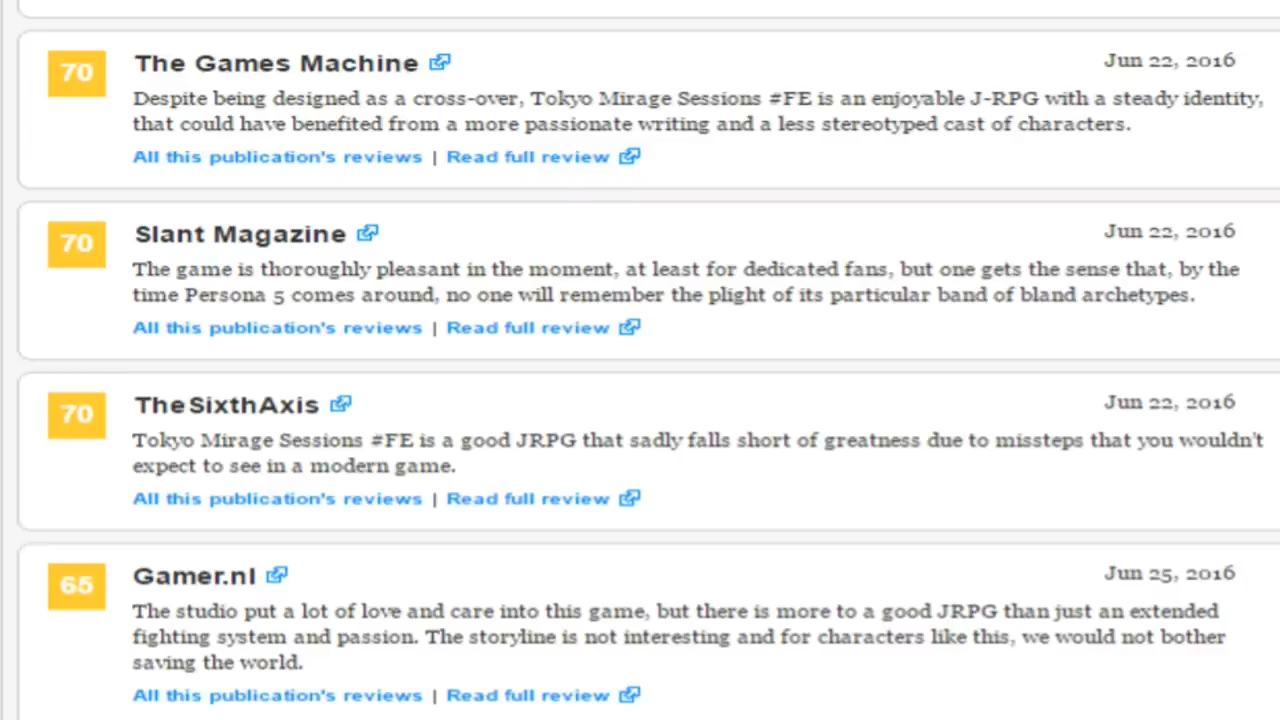 70
The Games Machine
Jun 22, 2016
Despite being designed as a cross-over, Tokyo Mirage Sessions #FE is an enjoyable J-RPG with a steady identity,
that could have benefited from a more passionate writing and a less stereotyped cast of characters.
All this publication's reviews | Read full review
70
Slant Magazine
Jun 22, 2016
The game is thoroughly pleasant in the moment, at least for dedicated fans, but one gets the sense that, by the
time Persona 5 comes around, no one will remember the plight of its particular band of bland archetypes.
All this publication's reviews | Read full review
70
TheSixthAxis
Jun 22, 2016
Tokyo Mirage Sessions #FE is a good JRPG that sadly falls short of greatness due to missteps that you wouldn't
expect to see in a modern game.
All this publication's reviews | Read full review
65
Gamer.nl
Jun 25, 2016
The studio put a lot of love and care into this game, but there is more to a good JRPG than just an extended
fighting system and passion. The storyline is not interesting and for characters like this, we would not bother
saving the world.
All this publication's reviews | Read full review